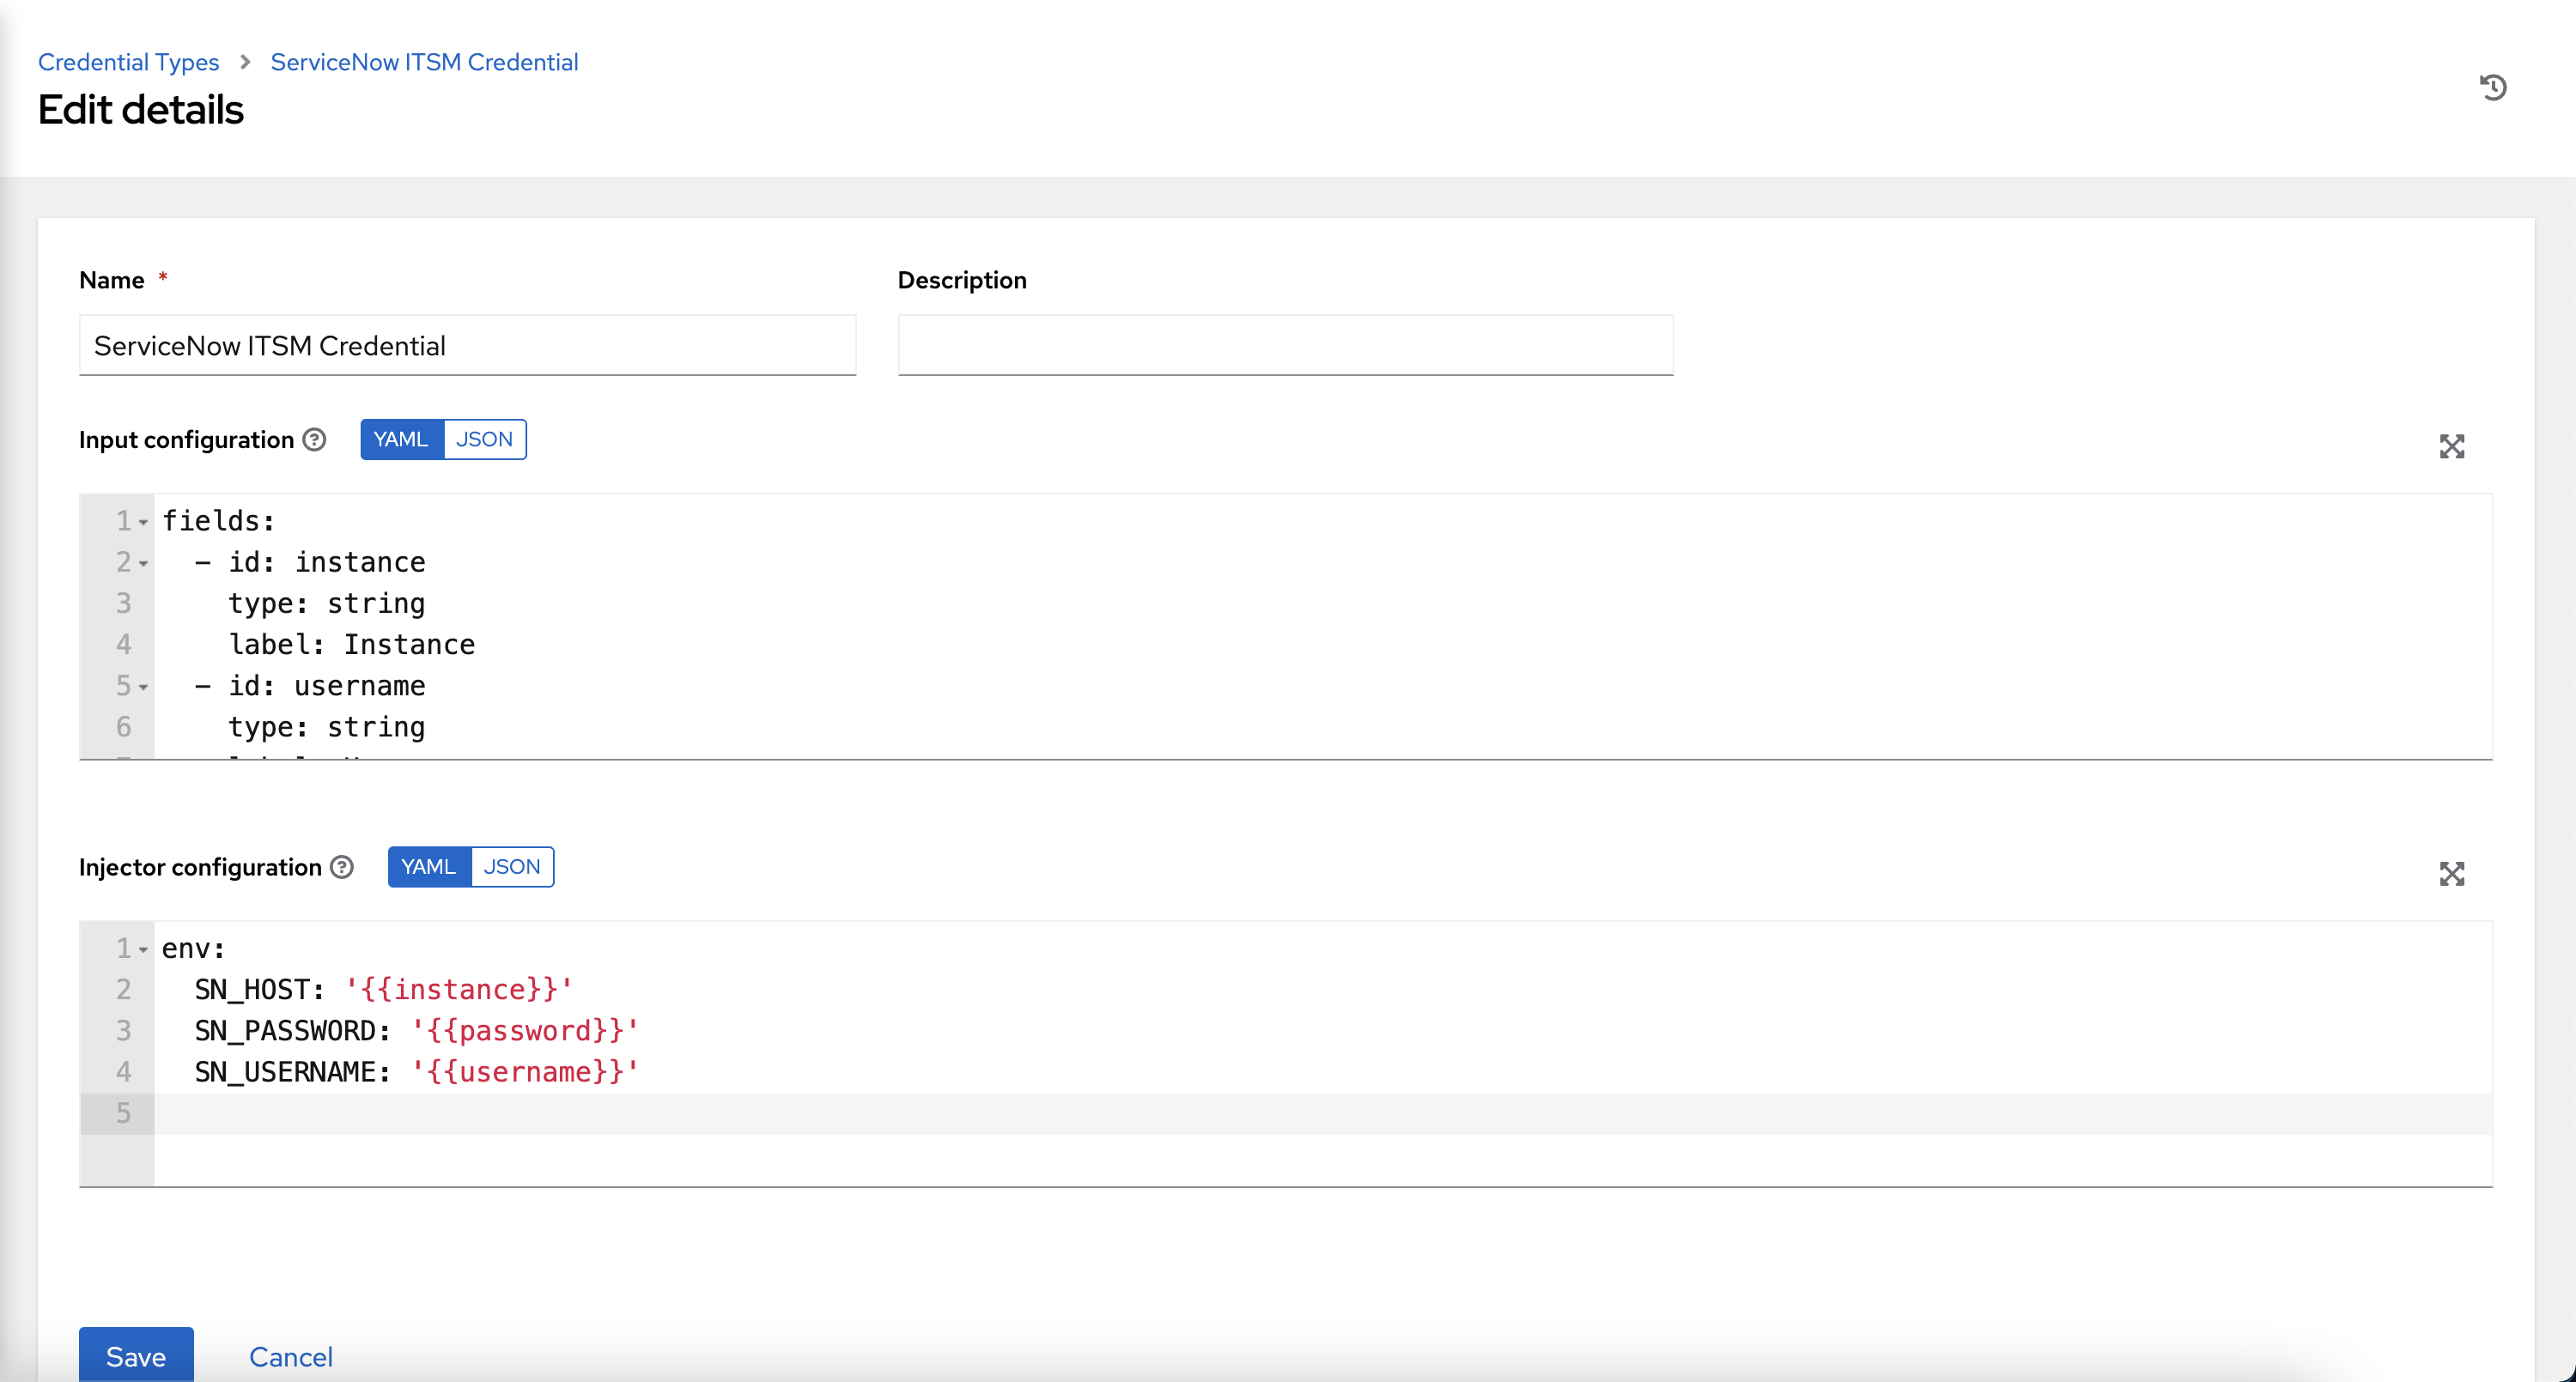 Credential Types > ServiceNow ITSM Credential
Edit details
Name *
Description
ServiceNow ITSM Credential
Input configuration
YAML JSON
1 fields:
2 - id: instance
3 type: string
4 label: Instance
5 - id: username
6 type: string
Injector configuration
YAML JSON
1 env:
2 SN_HOST: '{{instance}}'
3 SN_PASSWORD: '{{password}}'
4 SN_USERNAME: '{{username}}'
5
Save Cancel